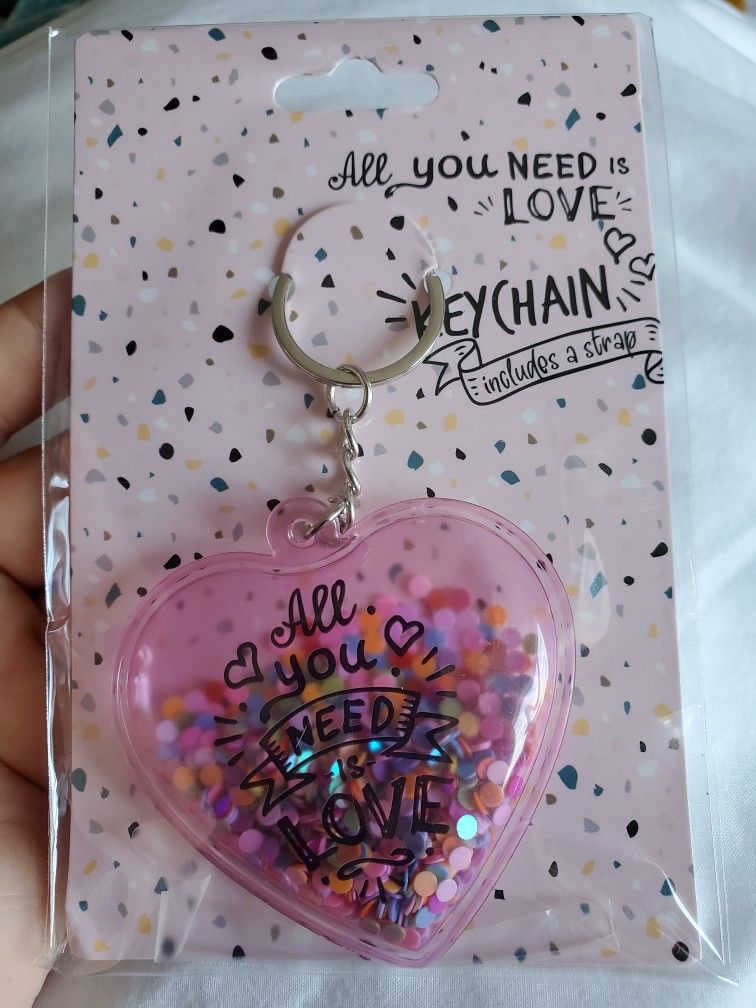 All you NEED IS
LOVE
KEYCHAIN
includes a strap
All
you
NEED
IS
LOVE